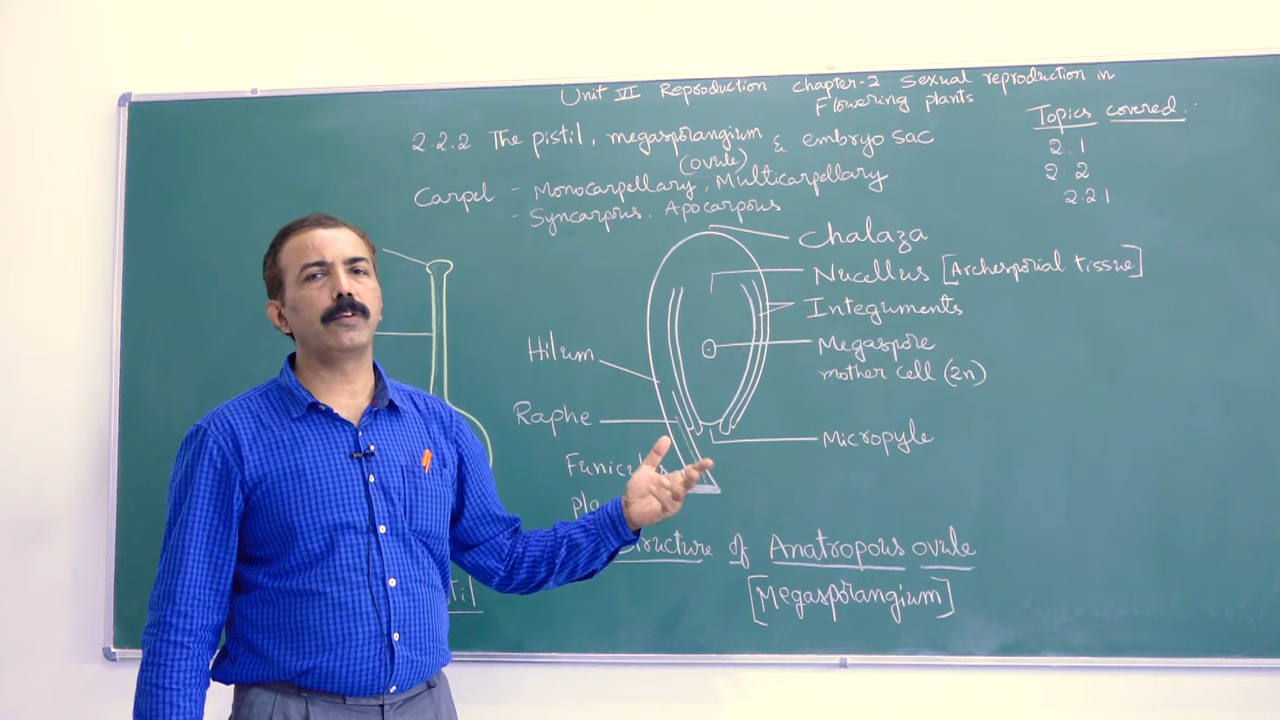 Unit VI Reproduction Chapter-2 Sexual reproduction in
Flowering plants
2.2.2 The pistil, megasporangium & embryo sac
(ovule)
Carpel - Monocarpellary, Multicarpellary
- Syncarpous. Apocarpous
Topics covered:-
2.1
2.2
2.2.1.
Chalaza
Nucellus [Archesporial tissue]
Integuments
Megaspore
mother cell (2n)
Micropyle
Hilum
Raphe
Structure of Anatropous ovule
[Megasporangium]